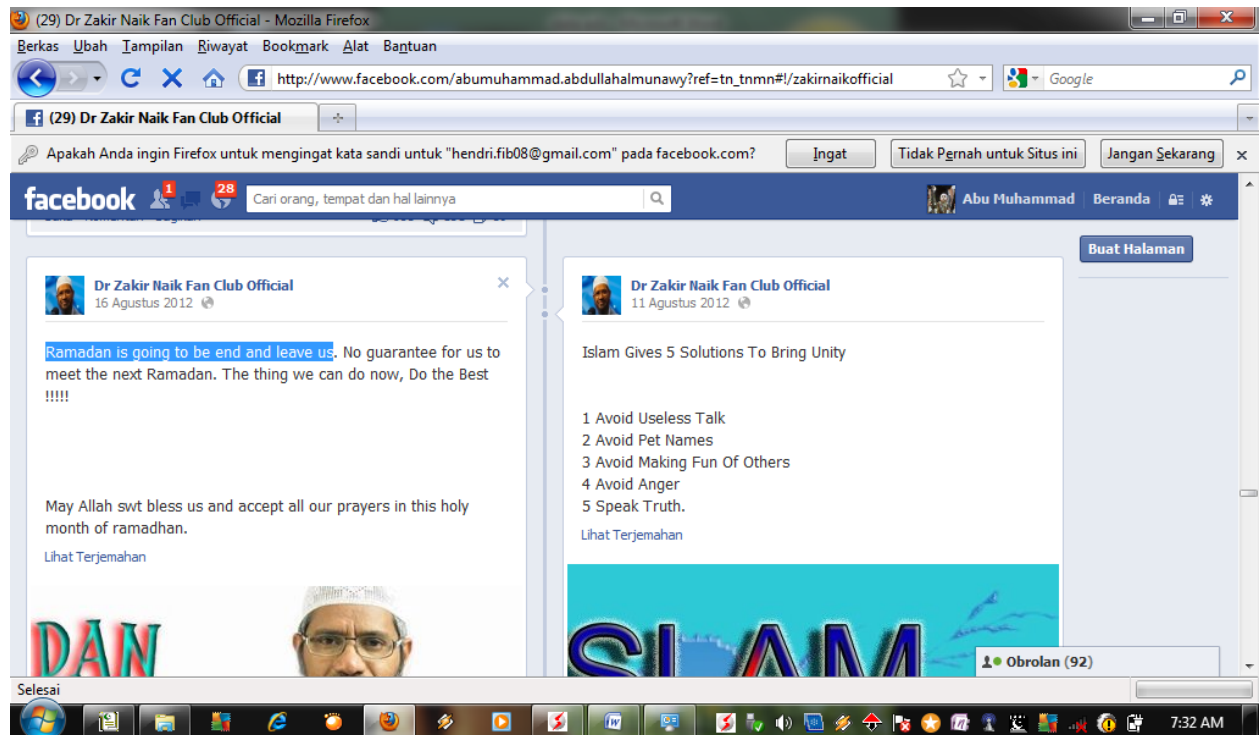 (29) Dr Zakir Naik Fan Club Official - Mozilla Firefox
Berkas Ubah Tampilan Riwayat Bookmark Alat Bantuan
http://www.facebook.com/abumuhammad.abdullahalmunawy?ref=tn_tnmn#!/zakirnaikofficial
Google
(29) Dr Zakir Naik Fan Club Official
Apakah Anda ingin Firefox untuk mengingat kata sandi untuk "hendri.fib08@gmail.com" pada facebook.com? Ingat Tidak Pernah untuk Situs ini Jangan Sekarang
facebook 1 28 Cari orang, tempat dan hal lainnya Abu Muhammad Beranda
Buat Halaman
Dr Zakir Naik Fan Club Official
16 Agustus 2012
Ramadan is going to be end and leave us. No guarantee for us to
meet the next Ramadan. The thing we can do now, Do the Best
!!!!!
May Allah swt bless us and accept all our prayers in this holy
month of ramadhan.
Lihat Terjemahan
DAN
Dr Zakir Naik Fan Club Official
11 Agustus 2012
Islam Gives 5 Solutions To Bring Unity
1 Avoid Useless Talk
2 Avoid Pet Names
3 Avoid Making Fun Of Others
4 Avoid Anger
5 Speak Truth.
Lihat Terjemahan
SLAM
Obrolan (92)
Selesai
7:32 AM